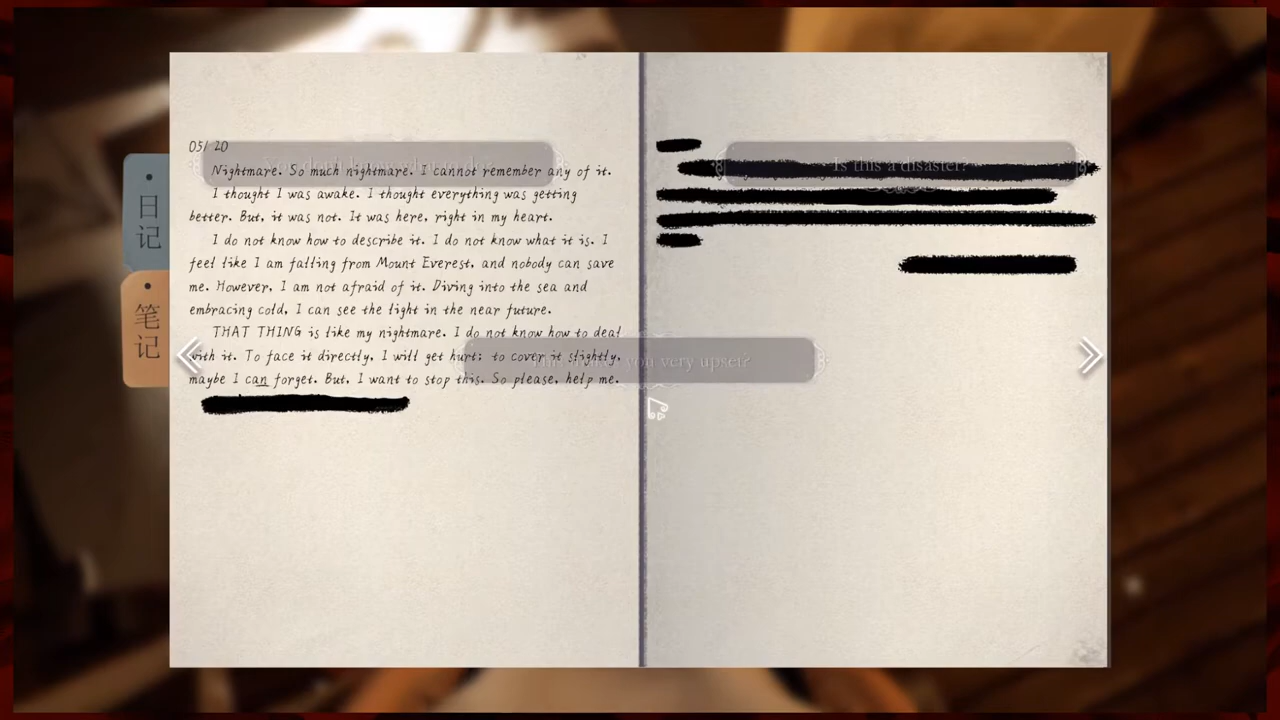 日记
笔记
05/ 20
Nightmare. So much nightmare. I cannot remember any of it.
I thought I was awake. I thought everything was getting
better. But, it was not. It was here, right in my heart.
I do not know how to describe it. I do not know what it is. I
feel like I am falling from Mount Everest, and nobody can save
me. However, I am not afraid of it. Diving into the sea and
embracing cold, I can see the light in the near future.
THAT THING is like my nightmare. I do not know how to deal
with it. To face it directly, I will get hurt; to cover it slightly,
maybe I can forget. But, I want to stop this. So please, help me.
Is this a disaster?
you very upset?